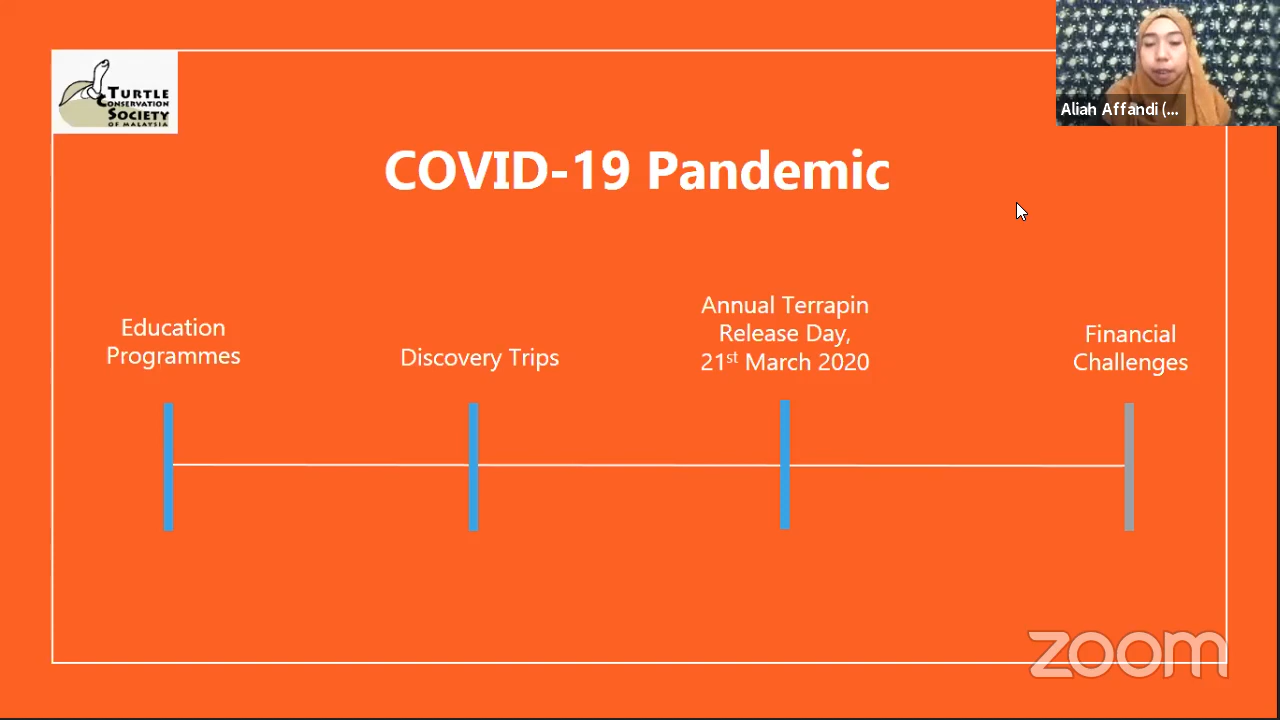 TURTLE
CONSERVATION
SOCIETY
OF MALAYSIA
Aliah Affandi (...
COVID-19 Pandemic
Education
Programmes
Discovery Trips
Annual Terrapin
Release Day,
21st March 2020
Financial
Challenges
zoom